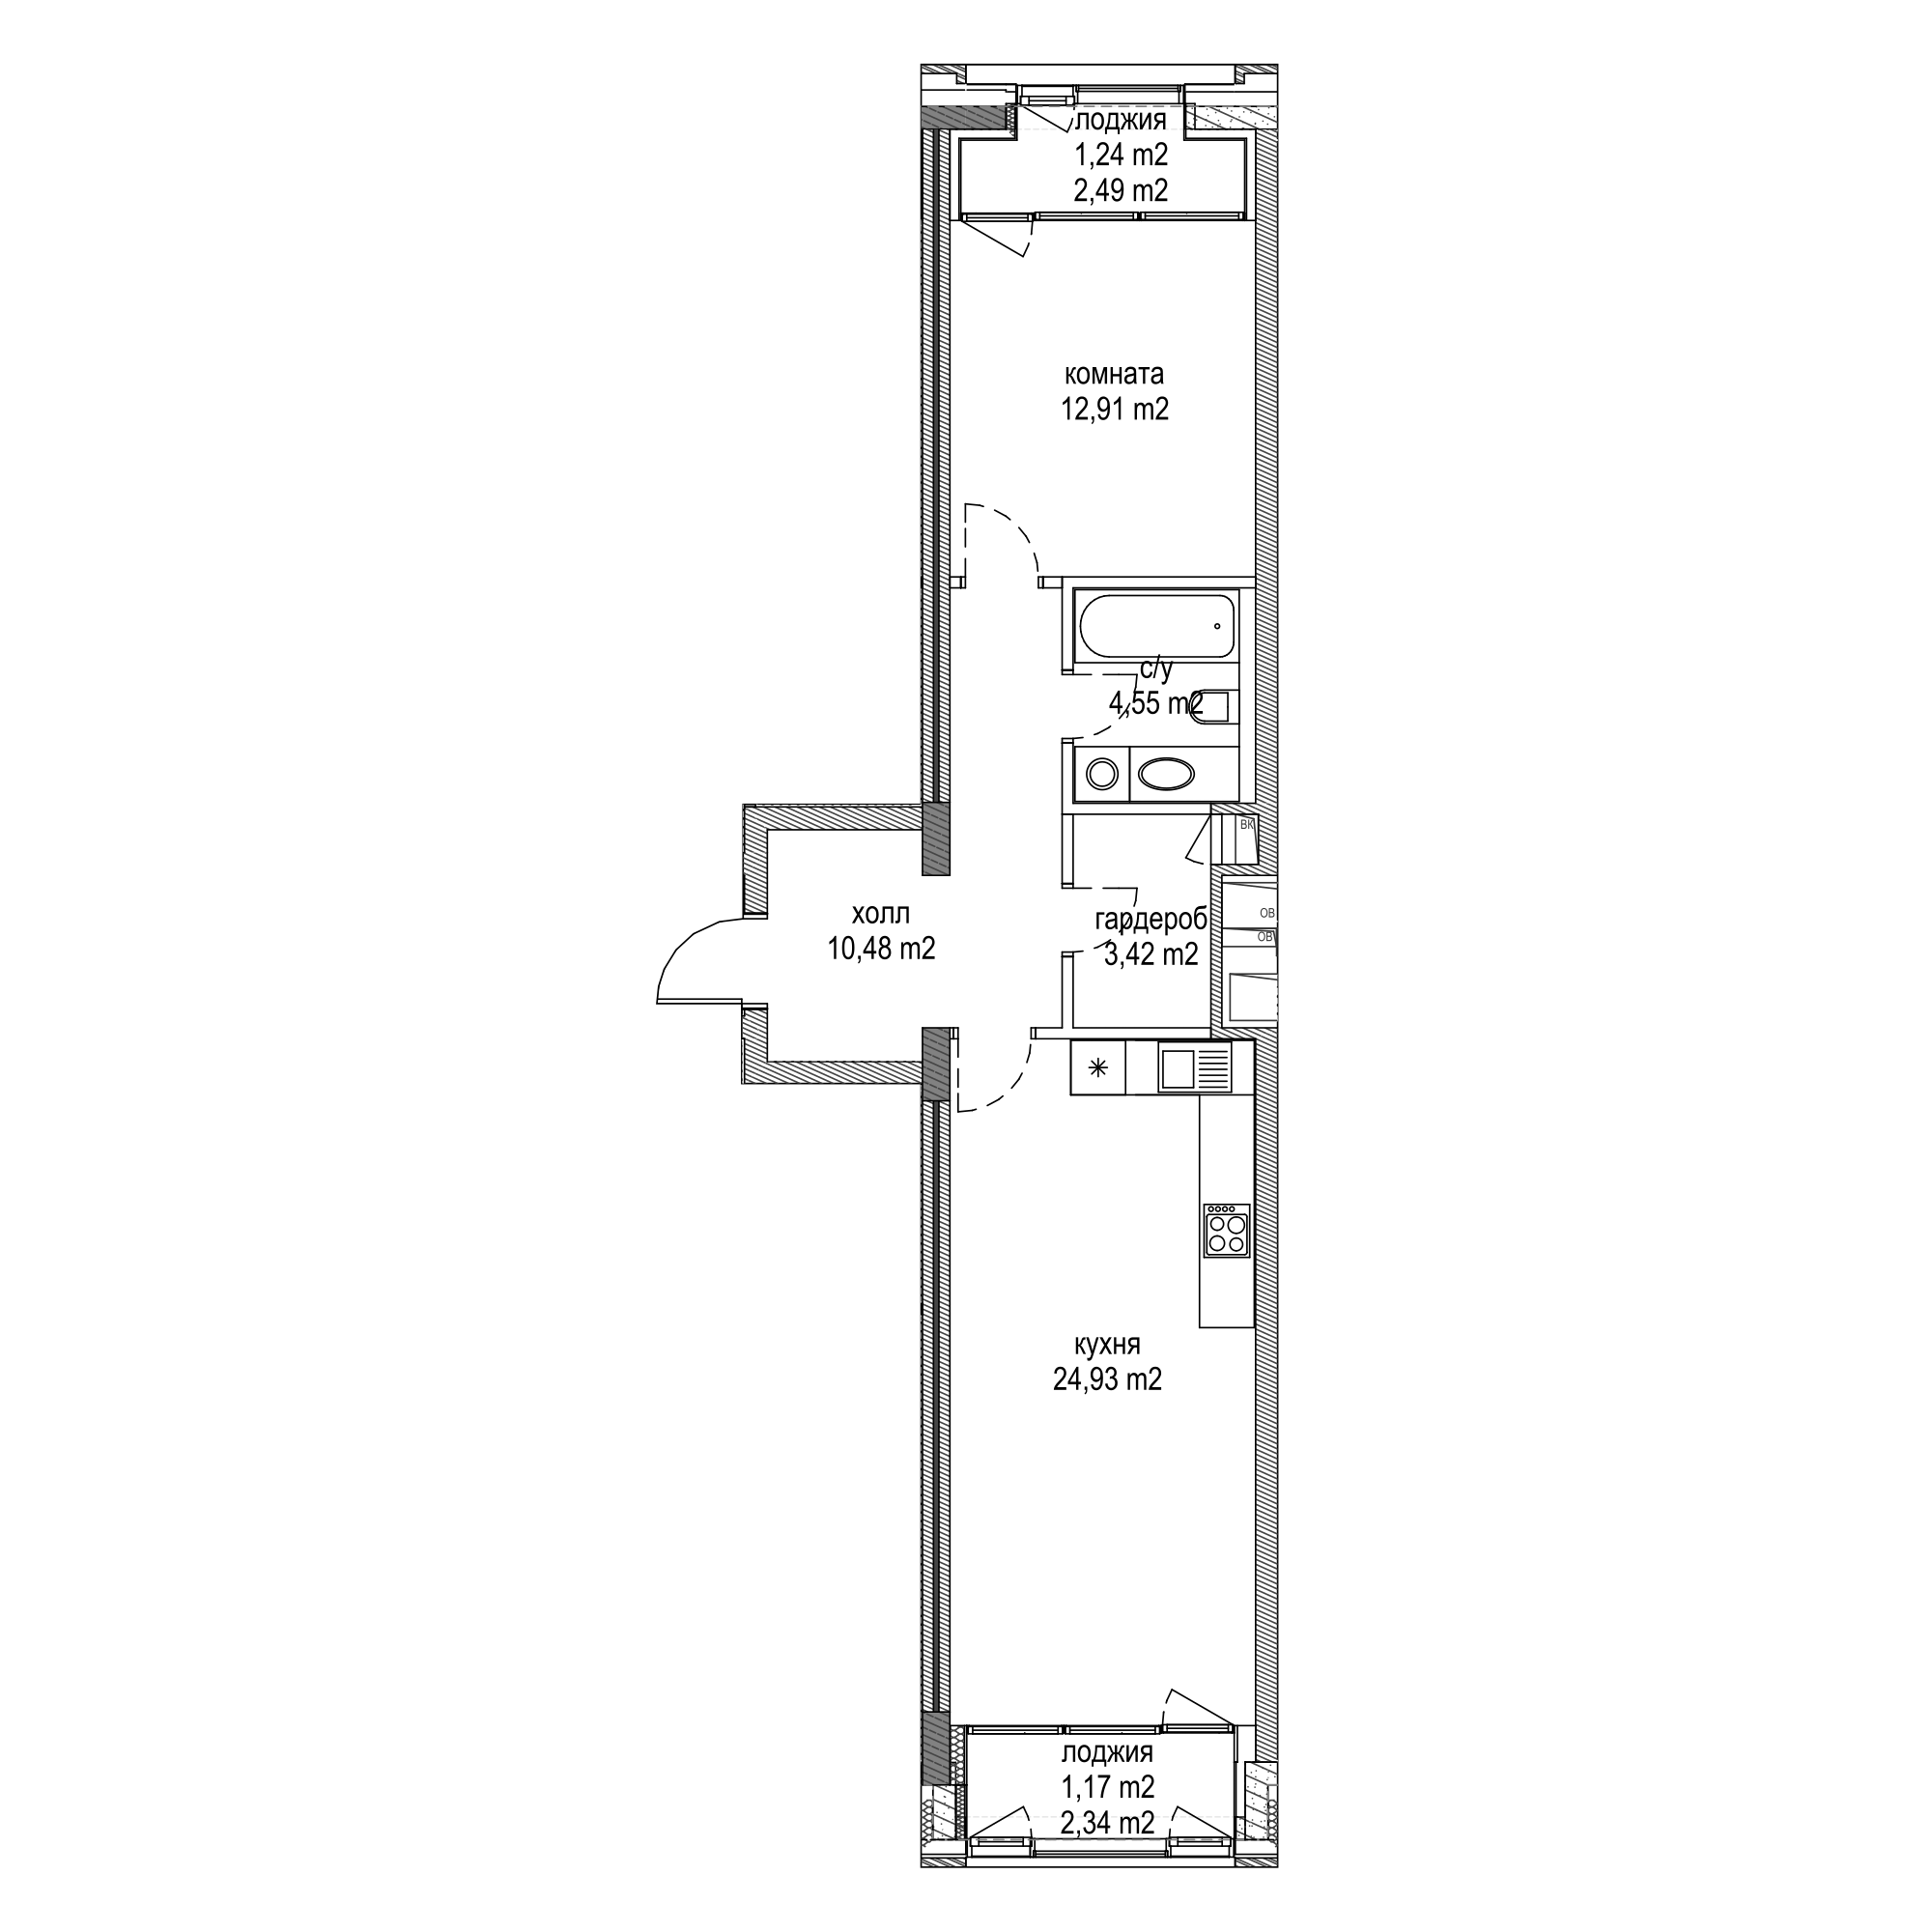 лоджия
1,24 m2
2,49 m2
комната
12,91 m2
с/у
4,55 m2
ВК
холл
10,48 m2
гардероб
3,42 m2
ОВ
ОВ
кухня
24,93 m2
лоджия
1,17 m2
2,34 m2